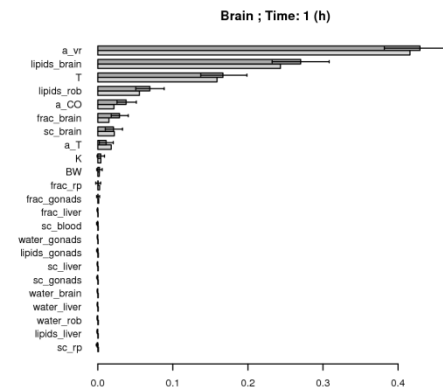 Brain ; Time: 1 (h)
a_vr
lipids_brain
T
lipids_rob
a_CO
frac_brain
sc_brain
a_T
K
BW
frac_rp
frac_gonads
frac_liver
sc_blood
water_gonads
lipids_gonads
sc_liver
sc_gonads
water_brain
water_liver
water_rob
lipids_liver
sc_rp
0.0 0.1 0.2 0.3 0.4